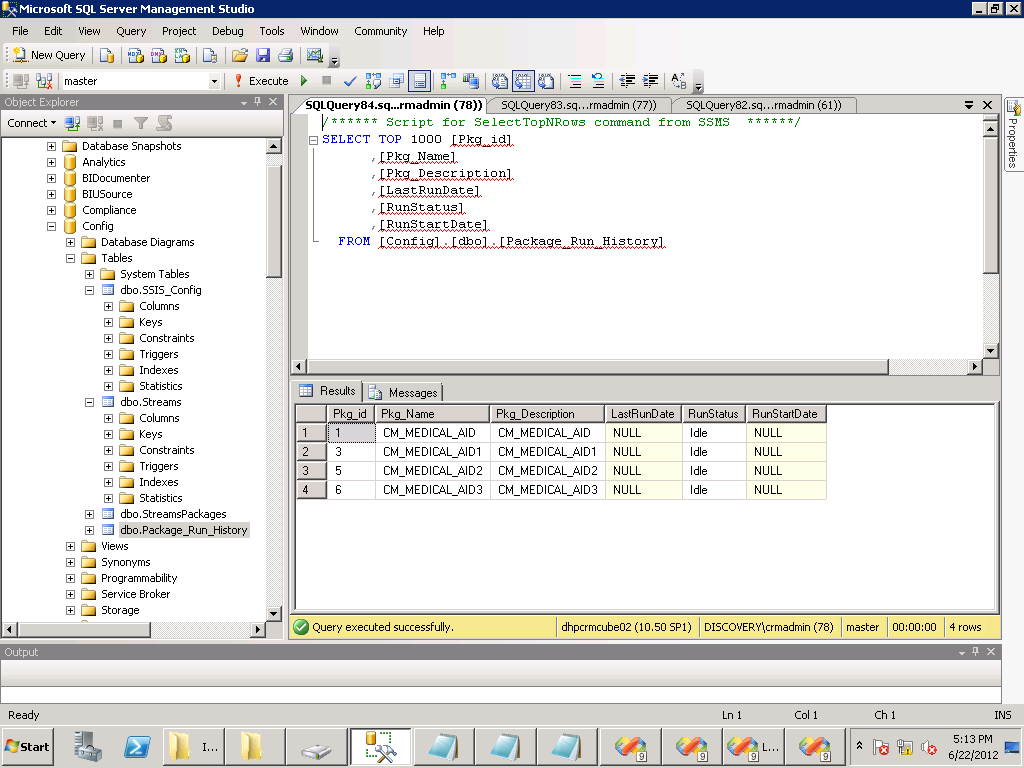 Microsoft SQL Server Management Studio
File Edit View Query Project Debug Tools Window Community Help
New Query
master Execute
Object Explorer
Connect
Database Snapshots
Analytics
BIDocumenter
BIUSource
Compliance
Config
Database Diagrams
Tables
System Tables
dbo.SSIS_Config
Columns
Keys
Constraints
Triggers
Indexes
Statistics
dbo.Streams
Columns
Keys
Constraints
Triggers
Indexes
Statistics
dbo.StreamsPackages
dbo.Package_Run_History
Views
Synonyms
Programmability
Service Broker
Storage
SQLQuery84.sq...rmadmin (78)) SQLQuery83.sq...rmadmin (77)) SQLQuery82.sq...rmadmin (61))
/****** Script for SelectTopNRows command from SSMS ******/
SELECT TOP 1000 [Pkg_id]
,[Pkg_Name]
,[Pkg_Description]
,[LastRunDate]
,[RunStatus]
,[RunStartDate]
FROM [Config].[dbo].[Package_Run_History]
Properties
Results Messages
Pkg_id Pkg_Name Pkg_Description LastRunDate RunStatus RunStartDate
1 1 CM_MEDICAL_AID CM_MEDICAL_AID NULL Idle NULL
2 3 CM_MEDICAL_AID1 CM_MEDICAL_AID1 NULL Idle NULL
3 5 CM_MEDICAL_AID2 CM_MEDICAL_AID2 NULL Idle NULL
4 6 CM_MEDICAL_AID3 CM_MEDICAL_AID3 NULL Idle NULL
Query executed successfully. dhpcrmcube02 (10.50 SP1) DISCOVERY\crmadmin (78) master 00:00:00 4 rows
Output
Ready Ln 1 Col 1 Ch 1 INS
Start I... 9 9 9 L... 9 5:13 PM
6/22/2012